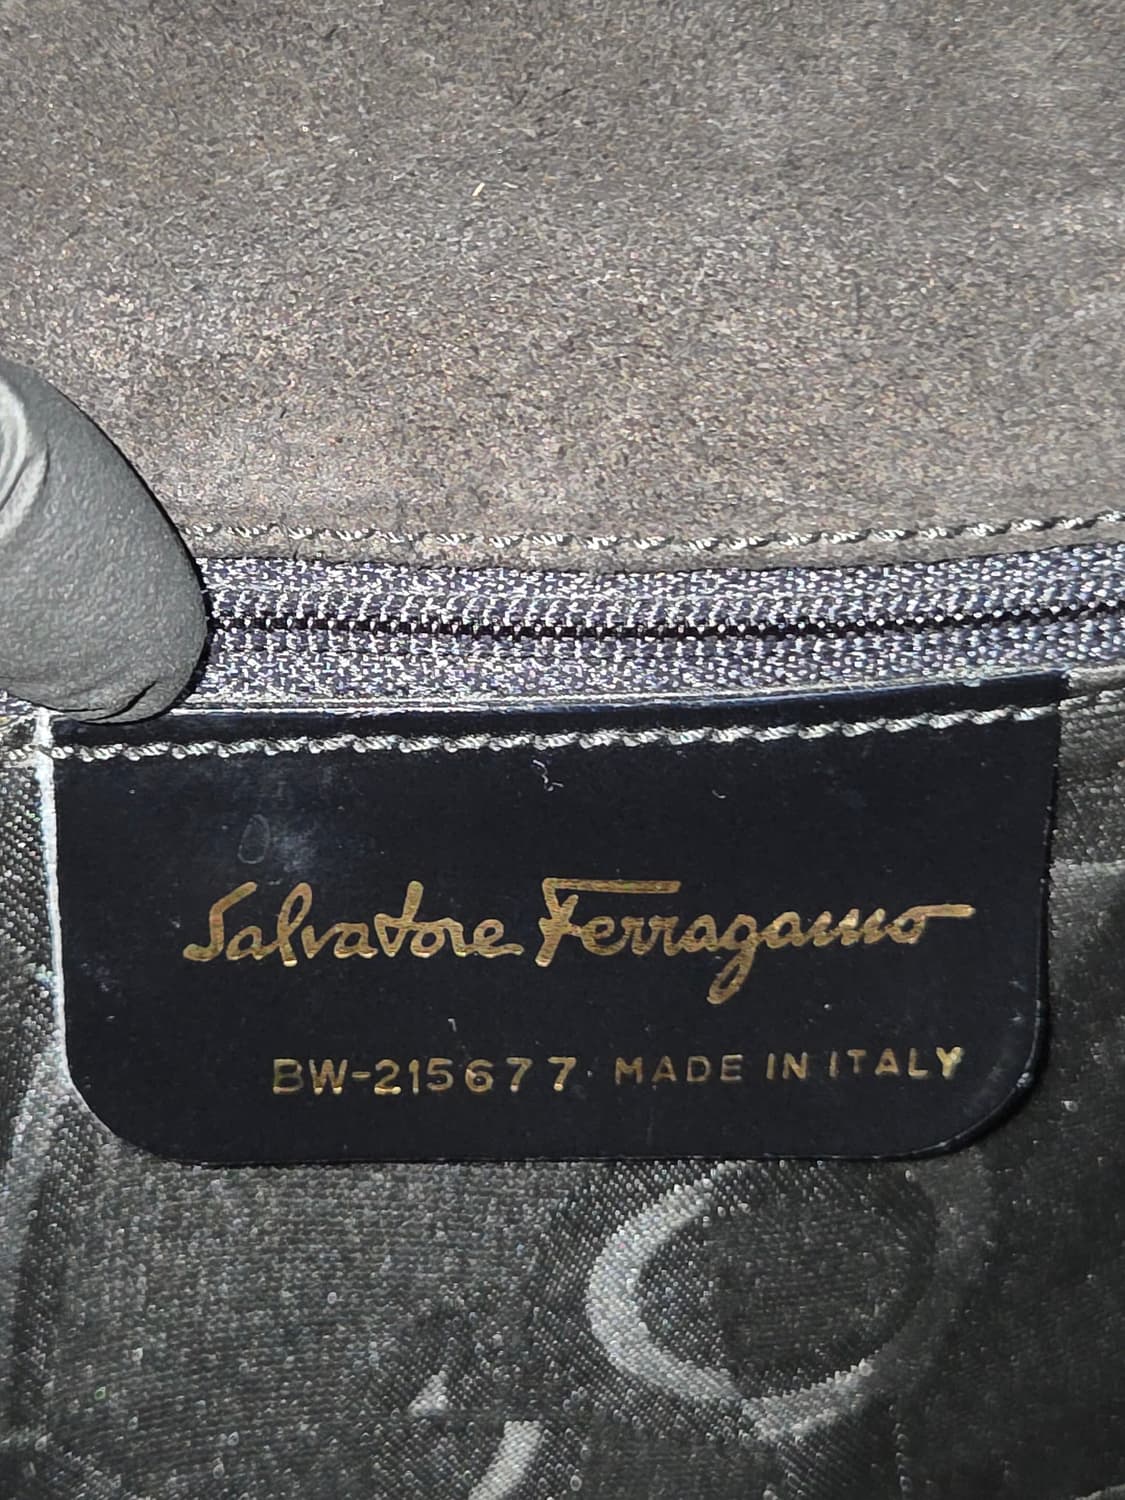 Salvatore Ferragamo
BW-215677 MADE IN ITALY